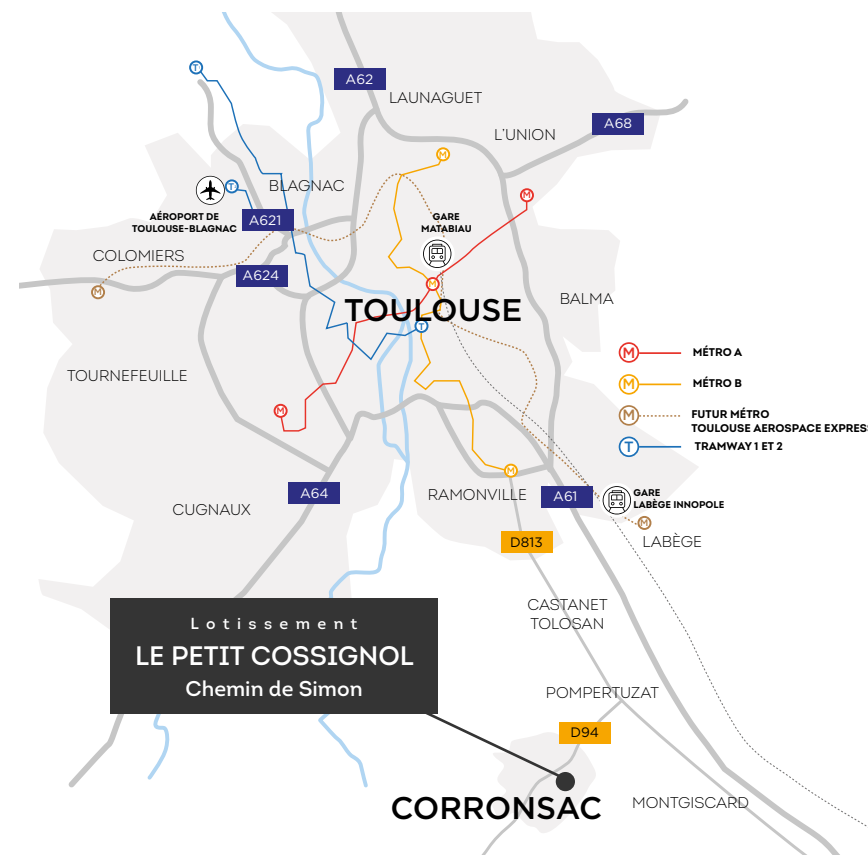 A62
LAUNAGUET
A68
L'UNION
T
M
M
T
BLAGNAC
AÉROPORT DE
TOULOUSE-BLAGNAC
A621
GARE
MATABIAU
COLOMIERS
A624
M
M
M
TOULOUSE
BALMA
T
M MÉTRO A
TOURNEFEUILLE
M MÉTRO B
M
M FUTUR MÉTRO
TOULOUSE AEROSPACE EXPRESS
T TRAMWAY 1 ET 2
M
A64
RAMONVILLE
A61
GARE
LABÈGE INNOPOLE
CUGNAUX
M
D813
LABÈGE
CASTANET
TOLOSAN
Lotissement
LE PETIT COSSIGNOL
Chemin de Simon
POMPERTUZAT
D94
CORRONSAC
MONTGISCARD